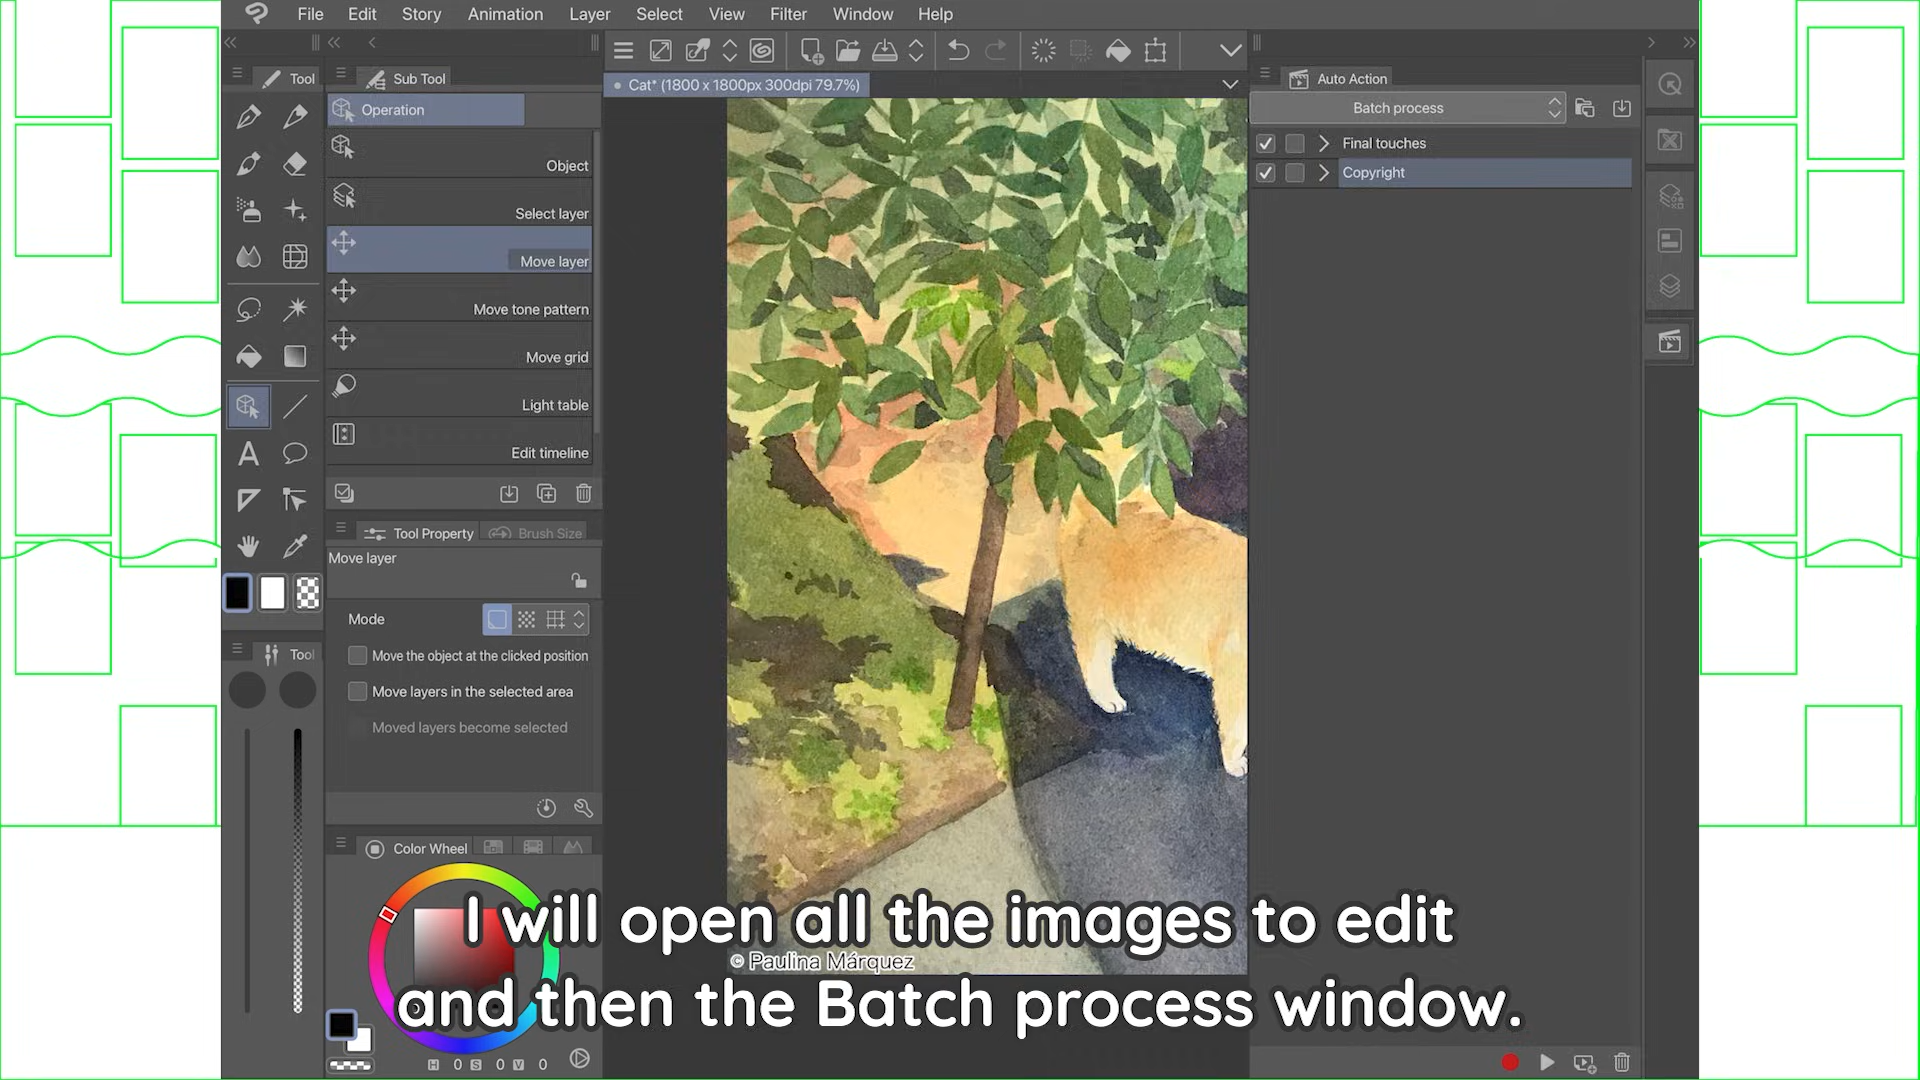 File Edit Story Animation Layer Select View Filter Window Help
Tool
Sub Tool
Operation
Object
Select layer
Move layer
Move tone pattern
Move grid
Light table
Edit timeline
Tool Property
Brush Size
Move layer
Mode
Move the object at the clicked position
Move layers in the selected area
Moved layers become selected
Tool
Color Wheel
H 0 S 0 V 0
Cat* (1800 x 1800px 300dpi 79.7%)
Auto Action
Batch process
Final touches
Copyright
© Paulina Márquez
I will open all the images to edit
and then the Batch process window.